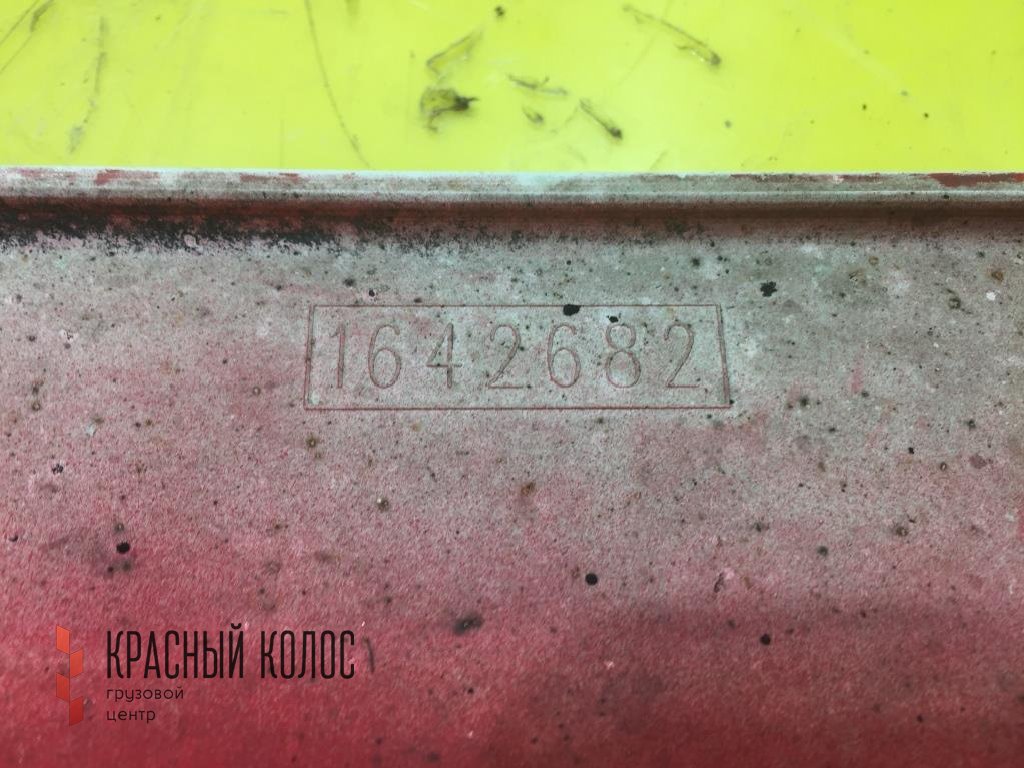 1642682
КРАСНЫЙ КОЛОС
грузовой
центр